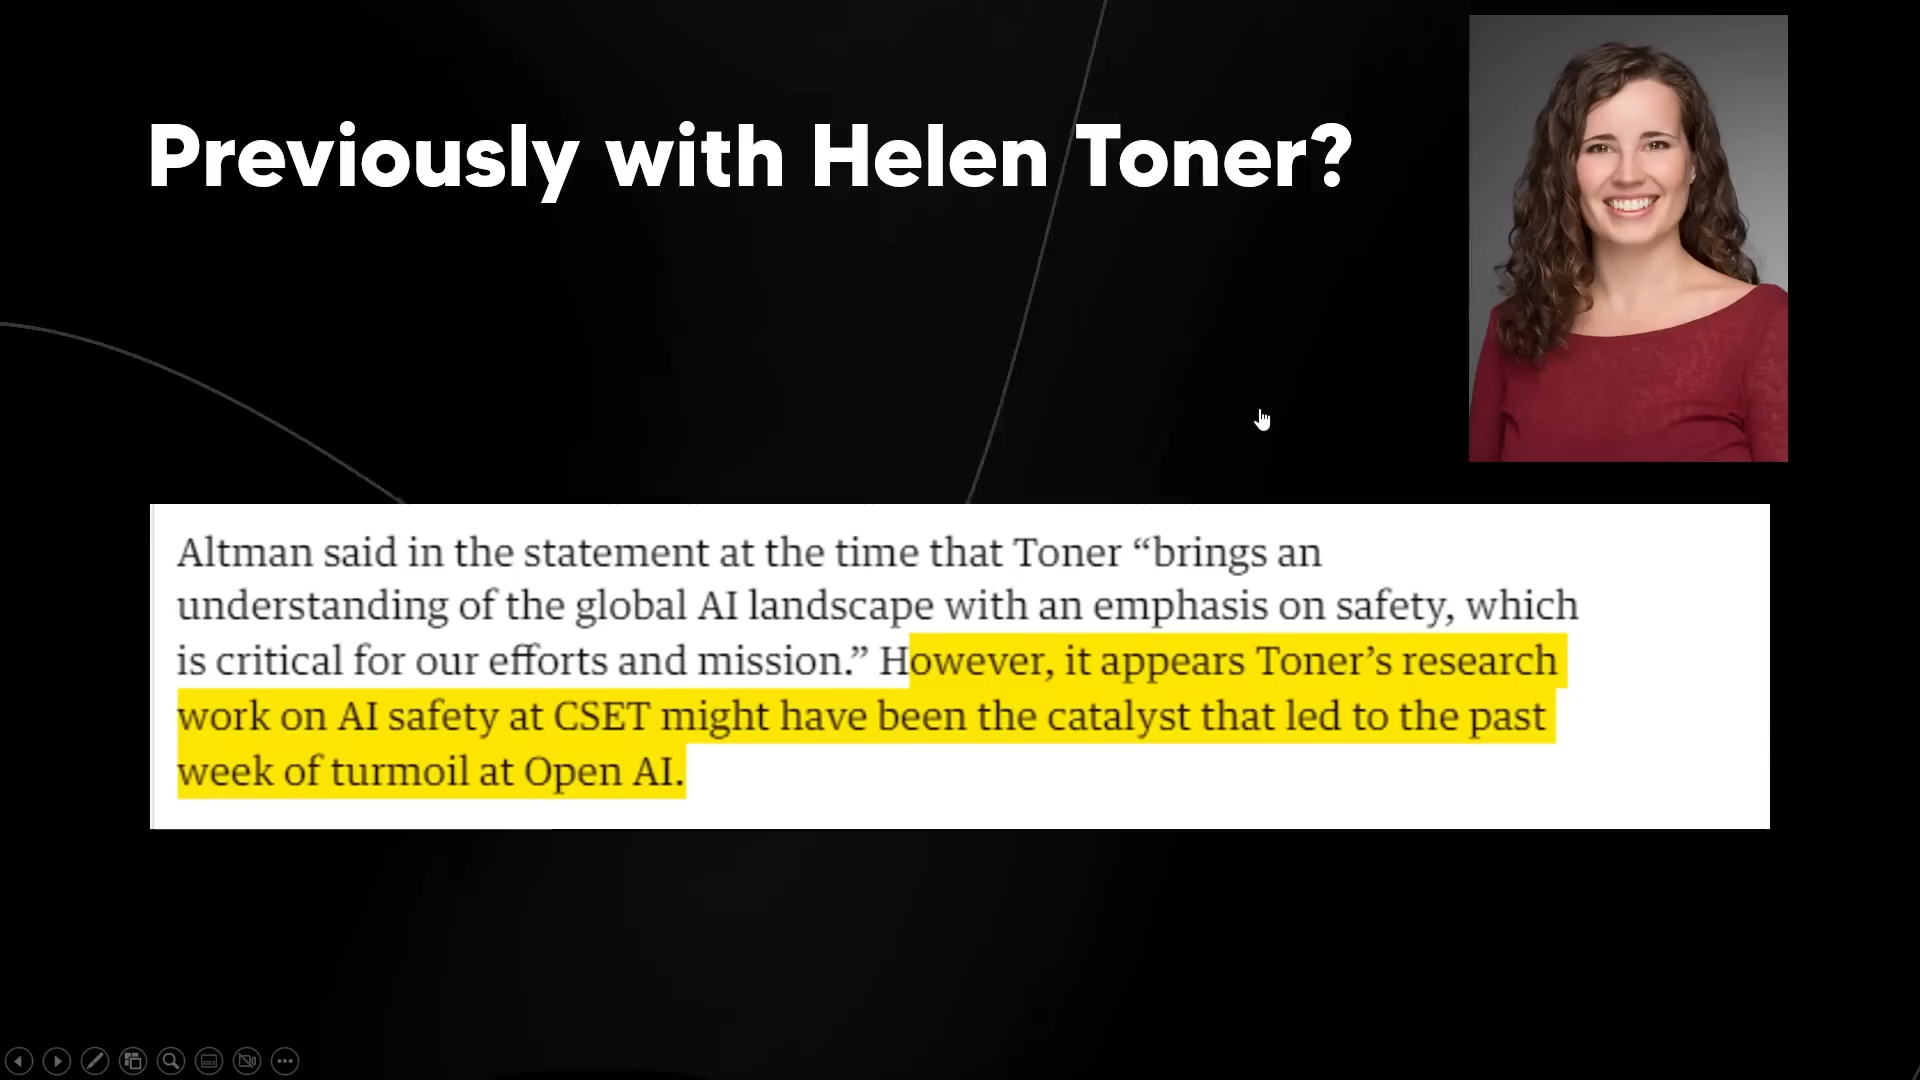 Previously with Helen Toner?
Altman said in the statement at the time that Toner “brings an
understanding of the global AI landscape with an emphasis on safety, which
is critical for our efforts and mission.” However, it appears Toner’s research
work on AI safety at CSET might have been the catalyst that led to the past
week of turmoil at Open AI.